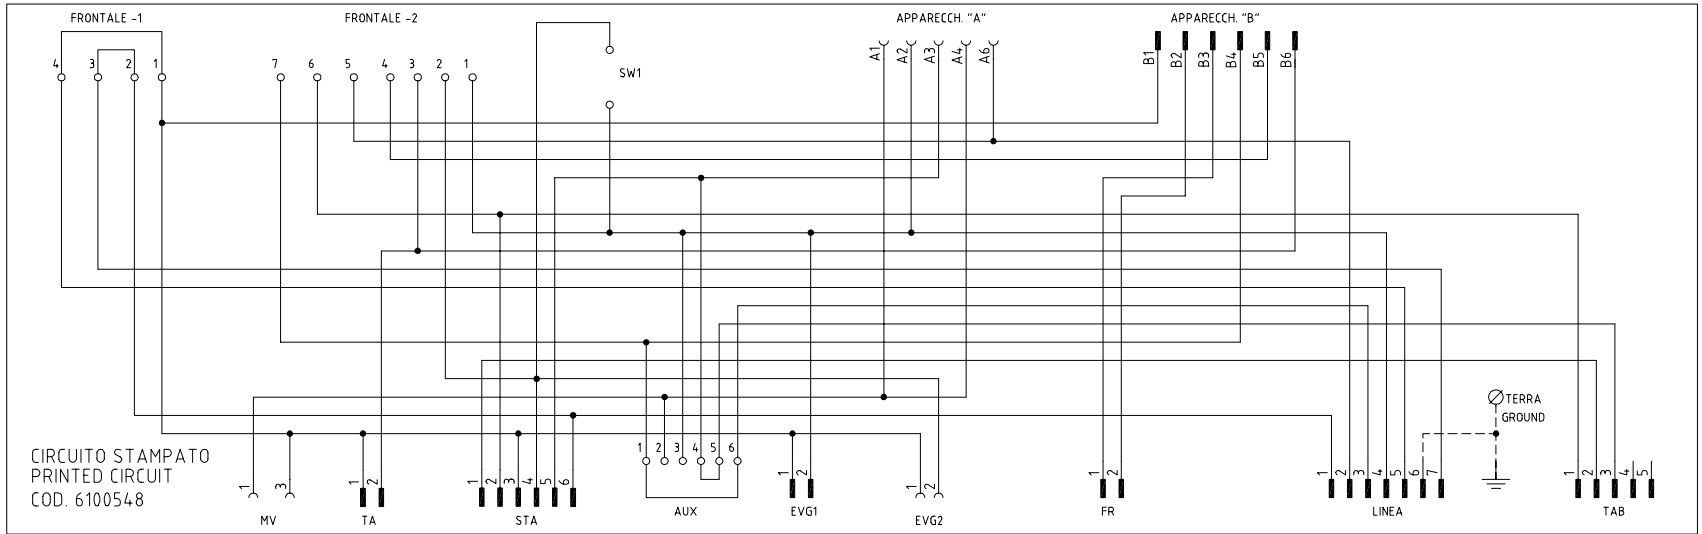 FRONTALE -1 FRONTALE -2 APPARECCH. "A" APPARECCH. "B"
4 3 2 1 7 6 5 4 3 2 1
SW1
A1 A2 A3 A4 A6
B1 B2 B3 B4 B5 B6
TERRA
GROUND
CIRCUITO STAMPATO
PRINTED CIRCUIT
COD. 6100548
1 3 1 2 1 2 3 4 5 6 1 2 3 4 5 6 1 2 1 2 1 2 1 2 3 4 5 6 7 1 2 3 4 5
MV TA STA AUX EVG1 EVG2 FR LINEA TAB